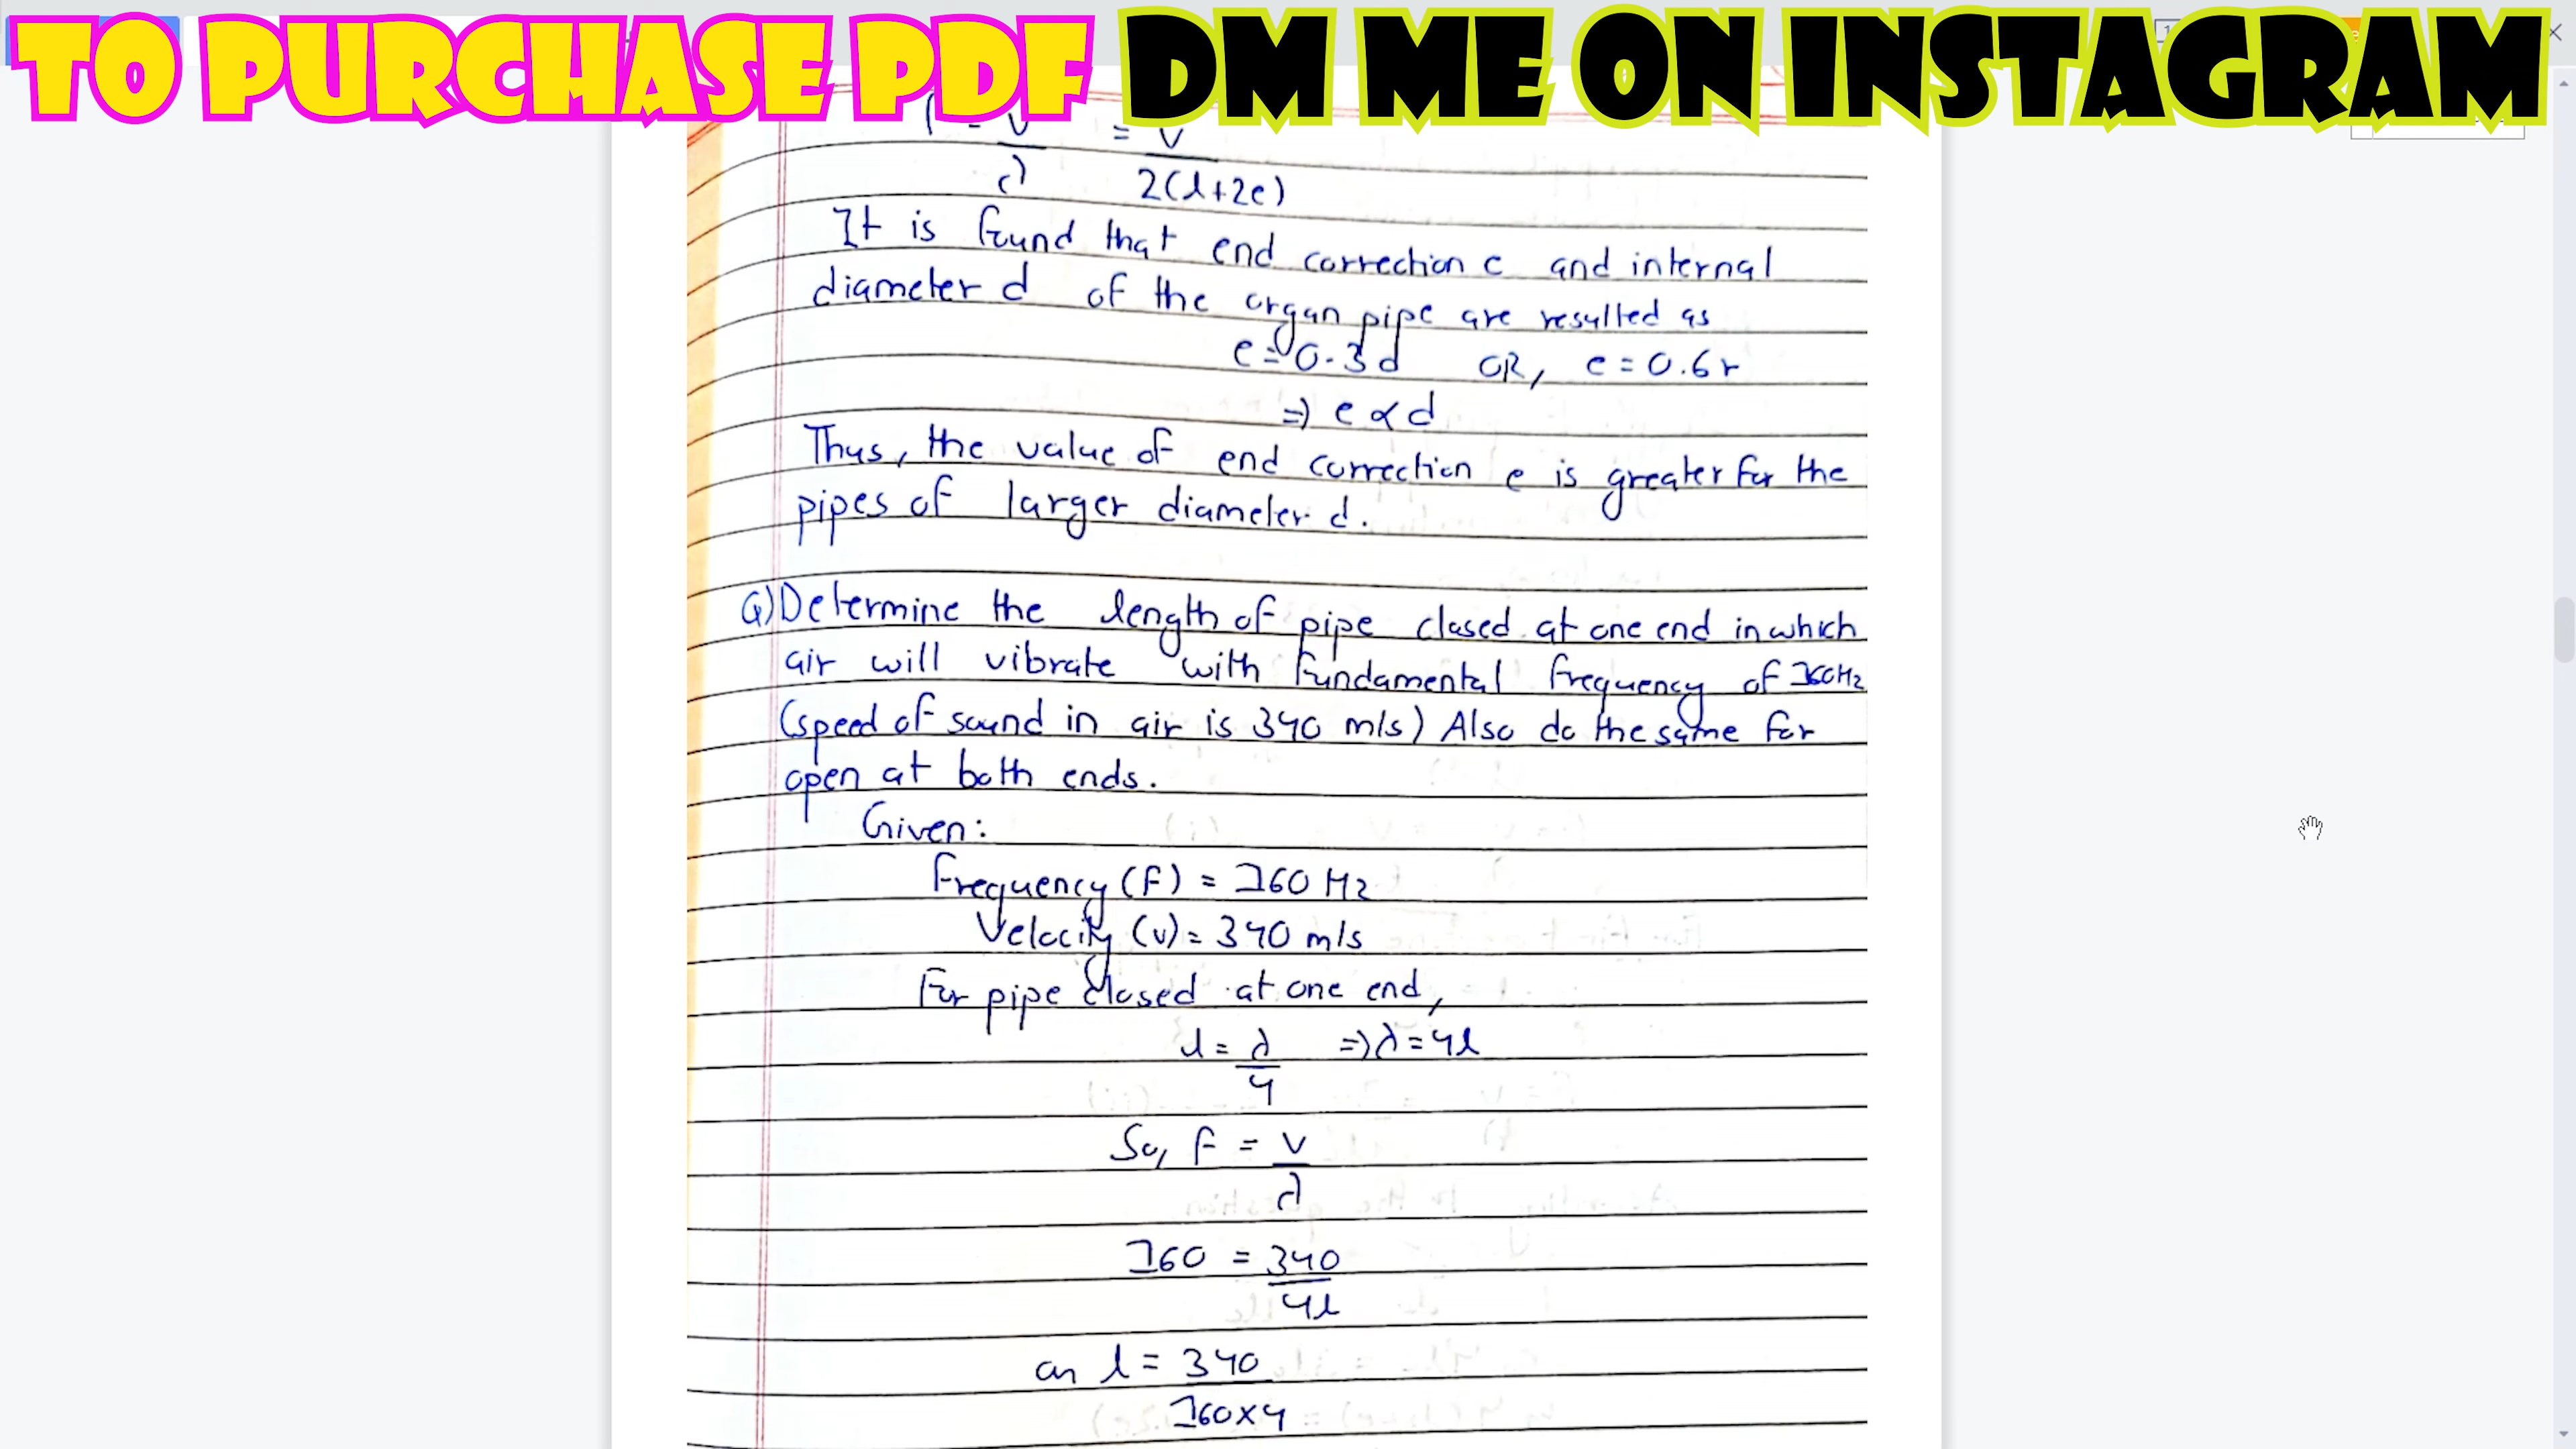 TO PURCHASE PDF DM ME ON INSTAGRAM
f = v/λ = v/2(l+2e)
It is found that end correction e and internal
diameter d of the organ pipe are resulted as
e = 0.3d OR, e = 0.6r
⇒ e ∝ d
Thus, the value of end correction e is greater for the
pipes of larger diameter d.
Q) Determine the length of pipe closed at one end in which
air will vibrate with fundamental frequency of 160Hz
(speed of sound in air is 340 m/s) Also do the same for
open at both ends.
Given:
Frequency (f) = 160 Hz
Velocity (v) = 340 m/s
For pipe closed at one end,
l = λ/4 ⇒ λ = 4l
So, f = v/λ
160 = 340/4l
or, l = 340/160×4